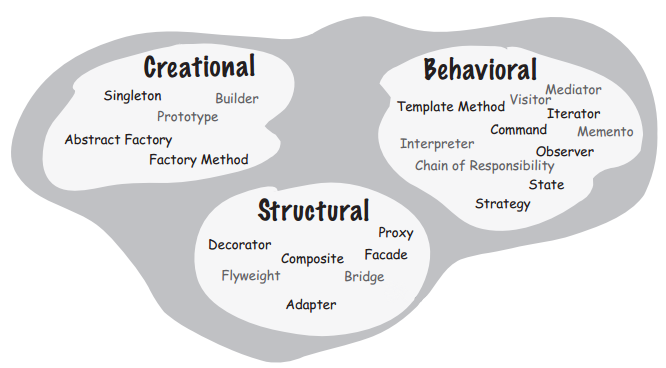 Creational
Singleton
Builder
Prototype
Abstract Factory
Factory Method
Behavioral
Mediator
Template Method
Visitor
Iterator
Command
Memento
Interpreter
Observer
Chain of Responsibility
State
Strategy
Structural
Proxy
Decorator
Composite
Facade
Flyweight
Bridge
Adapter